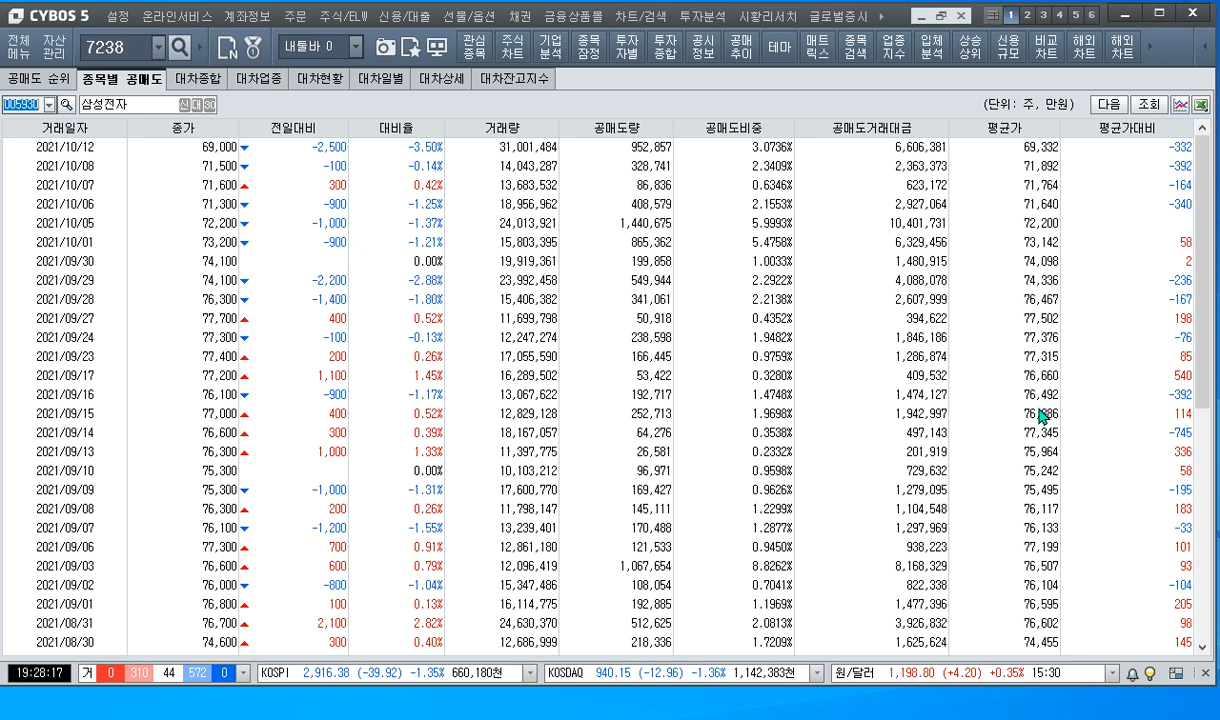 CYBOS 5 설정 온라인서비스 계좌정보 주문 주식/ELW 신용/대출 선물/옵션 채권 금융상품몰 차트/검색 투자분석 시황리서치 글로벌증시 1 2 3 4 5 6
전체메뉴 자산관리 7238 내툴바 0 관심종목 주식차트 기업분석 종목잠정 투자자별 투자종합 공시정보 공매추미 테마 매트릭스 종목검색 업종지수 입체분석 상승상위 신용규모 비교차트 해외차트 해외차트
공매도 순위 종목별 공매도 대차종합 대차업종 대차현황 대차일별 대차상세 대차잔고지수
005930 삼성전자 신 대 30 (단위: 주, 만원) 다음 조회
거래일자 종가 전일대비 대비율 거래량 공매도량 공매도비중 공매도거래대금 평균가 평균가대비
2021/10/12 69,000 -2,500 -3.50% 31,001,484 952,857 3.0736% 6,606,381 69,332 -332
2021/10/08 71,500 -100 -0.14% 14,043,287 328,741 2.3409% 2,363,373 71,892 -392
2021/10/07 71,600 300 0.42% 13,683,532 86,836 0.6346% 623,172 71,764 -164
2021/10/06 71,300 -900 -1.25% 18,956,962 408,579 2.1553% 2,927,064 71,640 -340
2021/10/05 72,200 -1,000 -1.37% 24,013,921 1,440,675 5.9993% 10,401,731 72,200
2021/10/01 73,200 -900 -1.21% 15,803,395 865,362 5.4758% 6,329,456 73,142 58
2021/09/30 74,100 0.00% 19,919,361 199,858 1.0033% 1,480,915 74,098 2
2021/09/29 74,100 -2,200 -2.88% 23,992,458 549,944 2.2922% 4,088,078 74,336 -236
2021/09/28 76,300 -1,400 -1.80% 15,406,382 341,061 2.2138% 2,607,999 76,467 -167
2021/09/27 77,700 400 0.52% 11,699,798 50,918 0.4352% 394,622 77,502 198
2021/09/24 77,300 -100 -0.13% 12,247,274 238,598 1.9482% 1,846,186 77,376 -76
2021/09/23 77,400 200 0.26% 17,055,590 166,445 0.9759% 1,286,874 77,315 85
2021/09/17 77,200 1,100 1.45% 16,289,502 53,422 0.3280% 409,532 76,660 540
2021/09/16 76,100 -900 -1.17% 13,067,622 192,717 1.4748% 1,474,127 76,492 -392
2021/09/15 77,000 400 0.52% 12,829,128 252,713 1.9698% 1,942,997 114
2021/09/14 76,600 300 0.39% 18,167,057 64,276 0.3538% 497,143 77,345 -745
2021/09/13 76,300 1,000 1.33% 11,397,775 26,581 0.2332% 201,919 75,964 336
2021/09/10 75,300 0.00% 10,103,212 96,971 0.9598% 729,632 75,242 58
2021/09/09 75,300 -1,000 -1.31% 17,600,770 169,427 0.9626% 1,279,095 75,495 -195
2021/09/08 76,300 200 0.26% 11,798,147 145,111 1.2299% 1,104,548 76,117 183
2021/09/07 76,100 -1,200 -1.55% 13,239,401 170,488 1.2877% 1,297,969 76,133 -33
2021/09/06 77,300 700 0.91% 12,861,180 121,533 0.9450% 938,223 77,199 101
2021/09/03 76,600 600 0.79% 12,096,419 1,067,654 8.8262% 8,168,329 76,507 93
2021/09/02 76,000 -800 -1.04% 15,347,486 108,054 0.7041% 822,338 76,104 -104
2021/09/01 76,800 100 0.13% 16,114,775 192,885 1.1969% 1,477,396 76,595 205
2021/08/31 76,700 2,100 2.82% 24,630,370 512,625 2.0813% 3,926,832 76,602 98
2021/08/30 74,600 300 0.40% 12,686,999 218,336 1.7209% 1,625,624 74,455 145
19:28:17 거 0 310 44 572 0 KOSPI 2,916.38 (-39.92) -1.35% 660,180천 KOSDAQ 940.15 (-12.96) -1.36% 1,142,383천 원/달러 1,198.80 (+4.20) +0.35% 15:30